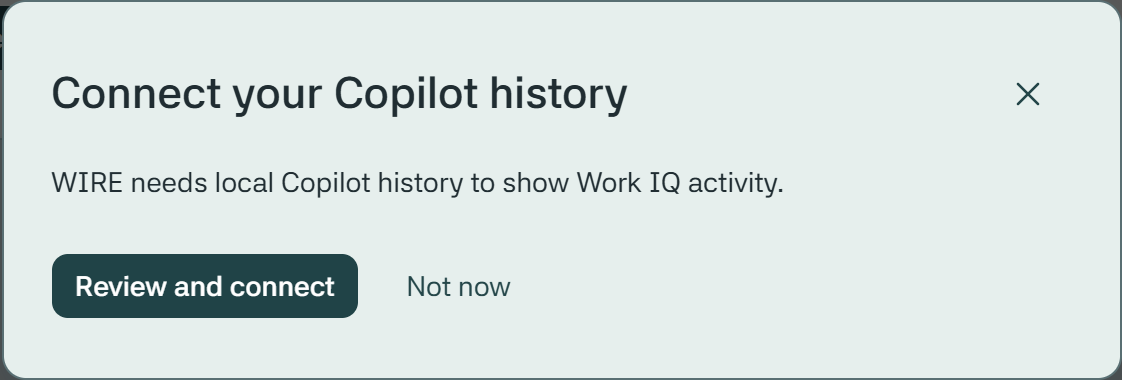 Connect your Copilot history
WIRE needs local Copilot history to show Work IQ activity.
Review and connect
Not now